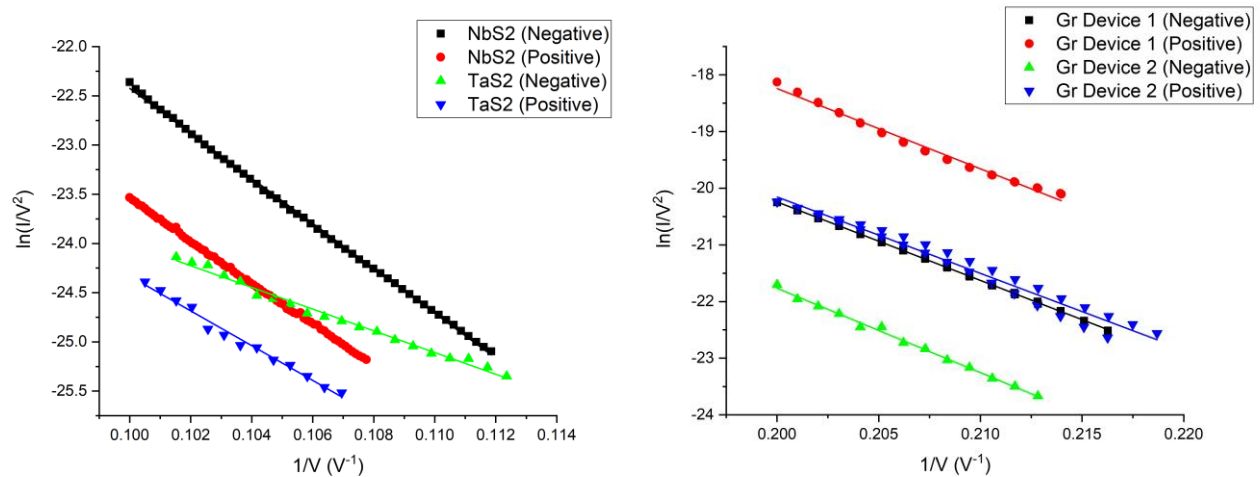 NbS2 (Negative)
NbS2 (Positive)
TaS2 (Negative)
TaS2 (Positive)
-22.0
-22.5
-23.0
-23.5
-24.0
-24.5
-25.0
-25.5
ln(I/V²)
0.100 0.102 0.104 0.106 0.108 0.110 0.112 0.114
1/V (V⁻¹)
Gr Device 1 (Negative)
Gr Device 1 (Positive)
Gr Device 2 (Negative)
Gr Device 2 (Positive)
-18
-19
-20
-21
-22
-23
-24
ln(I/V²)
0.200 0.205 0.210 0.215 0.220
1/V (V⁻¹)